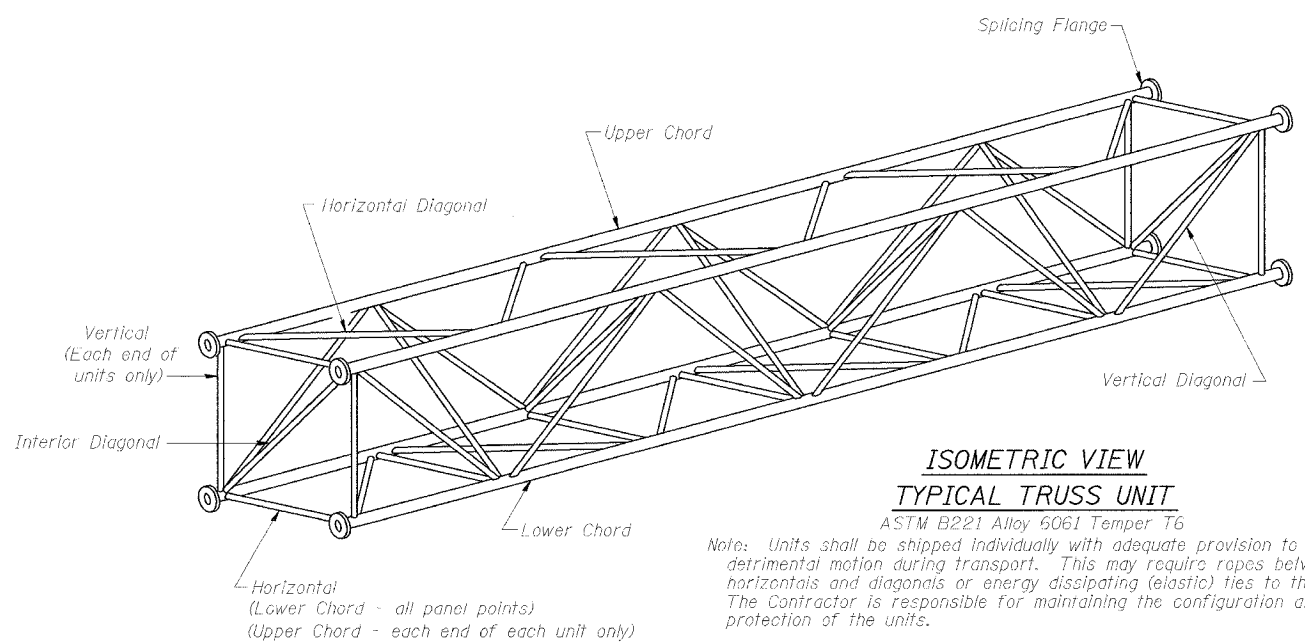 Splicing Flange
Upper Chord
Horizontal Diagonal
Vertical
(Each end of
units only)
Vertical Diagonal
Interior Diagonal
ISOMETRIC VIEW
TYPICAL TRUSS UNIT
Lower Chord
ASTM B221 Alloy 6061 Temper T6
Note: Units shall be shipped individually with adequate provision to
detrimental motion during transport. This may require ropes
horizontals and diagonals or energy dissipating (elastic) ties to
The Contractor is responsible for maintaining the configuration
protection of the units.
Horizontal
(Lower Chord - all panel points)
(Upper Chord - each end of each unit only)